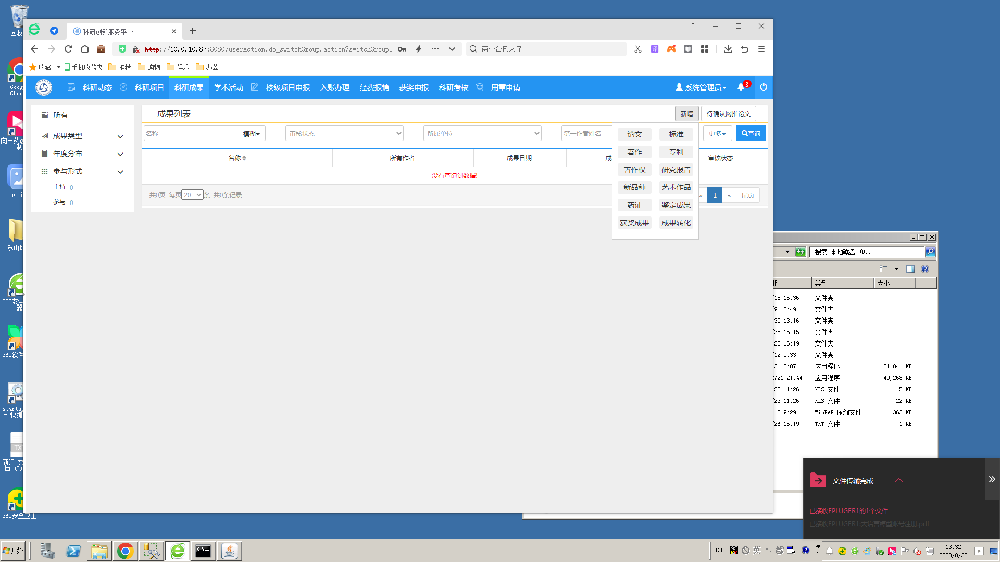 科研创新服务平台
http://10.0.10.87:8080/userAction!do_switchGroup.action?switchGroupI
两个台风来了
收藏 手机收藏夹 推荐 购物 娱乐 办公
科研动态 科研项目 科研成果 学术活动 校级项目申报 入账办理 经费报销 获奖申报 科研考核 用章申请 系统管理员 3
所有
成果类型
年度分布
参与形式
主持 0
参与 0
成果列表 新增 待确认网推论文
名称 模糊 审核状态 所属单位 第一作者姓名 更多 查询
论文 标准
著作 专利
著作权 研究报告
新品种 艺术作品
药证 鉴定成果
获奖成果 成果转化
名称 所有作者 成果日期 成 审核状态
没有查询到数据!
共0页 每页 20 条 共0条记录 « 1 » 尾页
回收
Goog
Chro
向日葵远
制
qq.j
乐山职
360安全
器
360软件
startup
- 快捷
TX
新建 文
档 (2)
360安全卫士
搜索 本地磁盘 (D:)
期 类型 大小
/18 16:36 文件夹
/9 10:49 文件夹
/30 13:16 文件夹
/28 16:15 文件夹
/22 16:19 文件夹
/12 9:33 文件夹
/3 15:07 应用程序 51,041 KB
2/21 21:44 应用程序 49,268 KB
/23 11:26 XLS 文件 5 KB
/23 11:26 XLS 文件 22 KB
/12 9:29 WinRAR 压缩文件 363 KB
/26 16:19 TXT 文件 1 KB
文件传输完成
已接收EPLUGER1的1个文件
已接收EPLUGER1:大语言模型账号注册.pdf
开始
C:\_
CH
英
13:32
2023/8/30